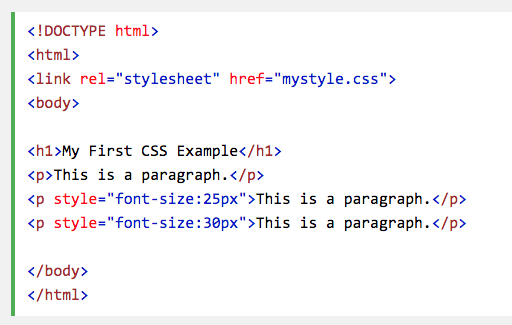 <!DOCTYPE html>
<html>
<link rel="stylesheet" href="mystyle.css">
<body>
<h1>My First CSS Example</h1>
<p>This is a paragraph.</p>
<p style="font-size:25px">This is a paragraph.</p>
<p style="font-size:30px">This is a paragraph.</p>
</body>
</html>